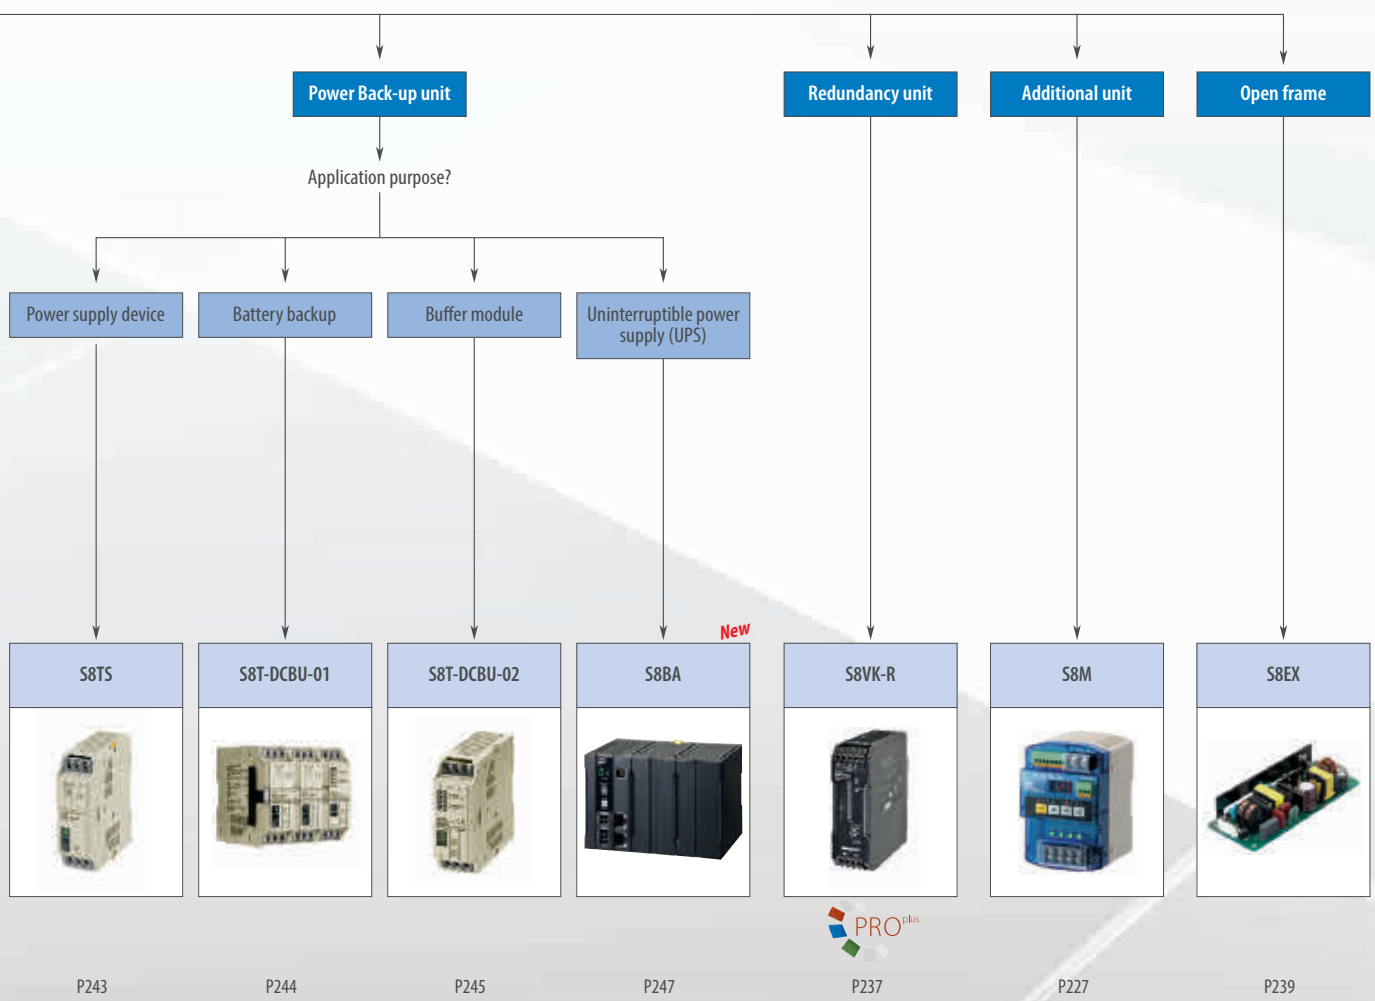 Power Back-up unit
Redundancy unit
Additional unit
Open frame
Application purpose?
Power supply device
Battery backup
Buffer module
Uninterruptible power
supply (UPS)
New
S8TS
S8T-DCBU-01
S8T-DCBU-02
S8BA
S8VK-R
S8M
S8EX
PRO plus
P243
P244
P245
P247
P237
P227
P239